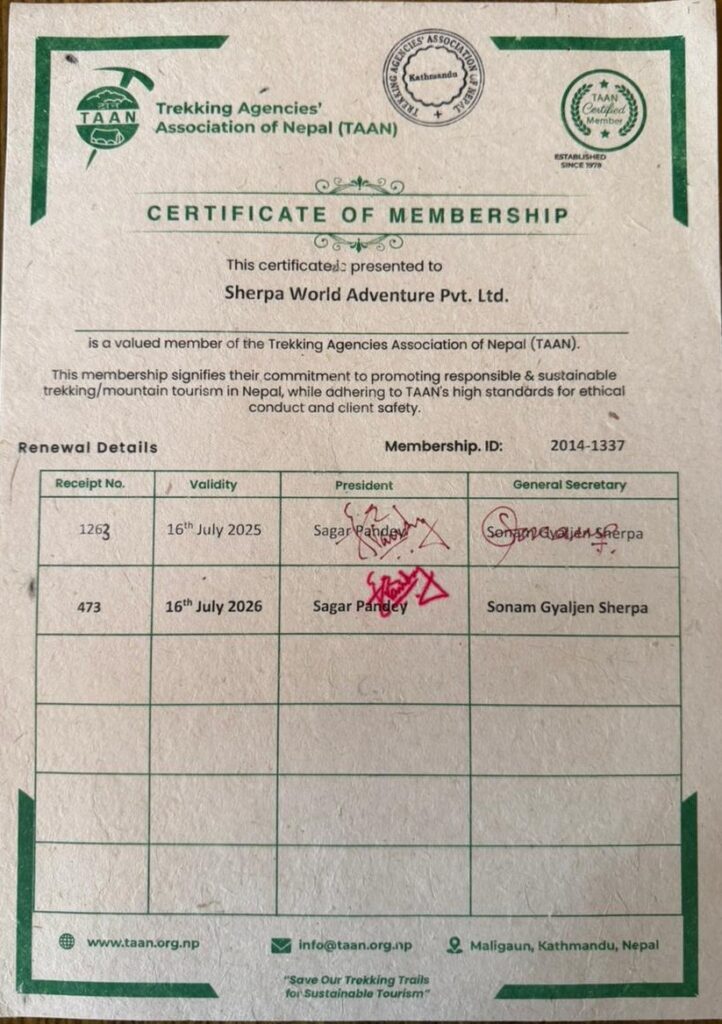 TREKKING AGENCIES' ASSOCIATION OF NEPAL
Kathmandu
TAAN
Trekking Agencies'
Association of Nepal (TAAN)
TAAN
Certified
Member
ESTABLISHED
SINCE 1979
CERTIFICATE OF MEMBERSHIP
This certificate is presented to
Sherpa World Adventure Pvt. Ltd.
is a valued member of the Trekking Agencies Association of Nepal (TAAN).
This membership signifies their commitment to promoting responsible & sustainable
trekking/mountain tourism in Nepal, while adhering to TAAN's high standards for ethical
conduct and client safety.
Renewal Details Membership. ID: 2014-1337
Receipt No. Validity President General Secretary
1263 16th July 2025 Sagar Pandey Sonam Gyaljen Sherpa
473 16th July 2026 Sagar Pandey Sonam Gyaljen Sherpa
www.taan.org.np info@taan.org.np Maligaun, Kathmandu, Nepal
"Save Our Trekking Trails
for Sustainable Tourism"